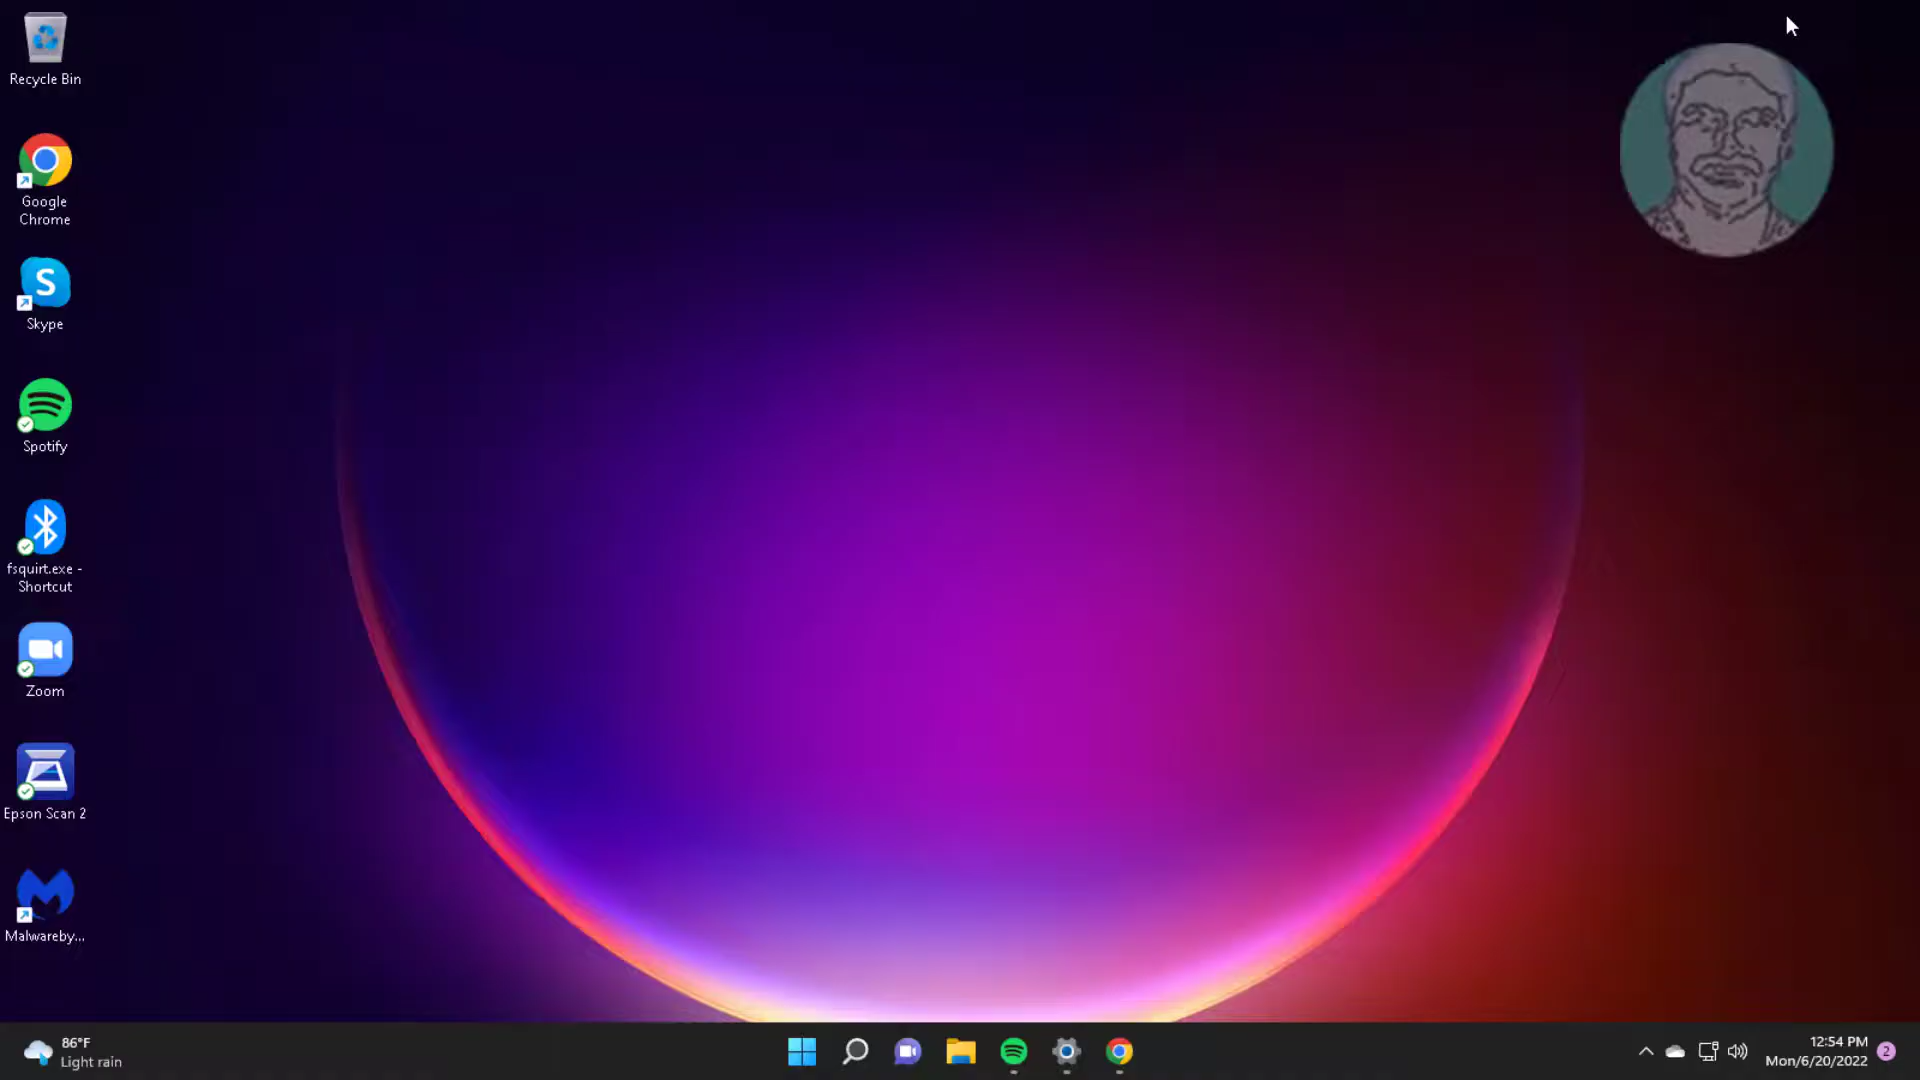 Recycle Bin
Google
Chrome
S
Skype
Spotify
fsquirt.exe -
Shortcut
Zoom
Epson Scan 2
Malwareby...
86°F
Light rain
12:54 PM
Mon/6/20/2022
2